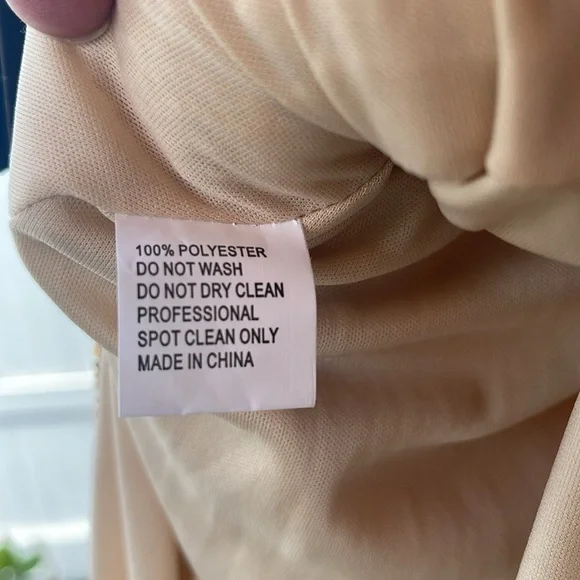 100% POLYESTER
DO NOT WASH
DO NOT DRY CLEAN
PROFESSIONAL
SPOT CLEAN ONLY
MADE IN CHINA